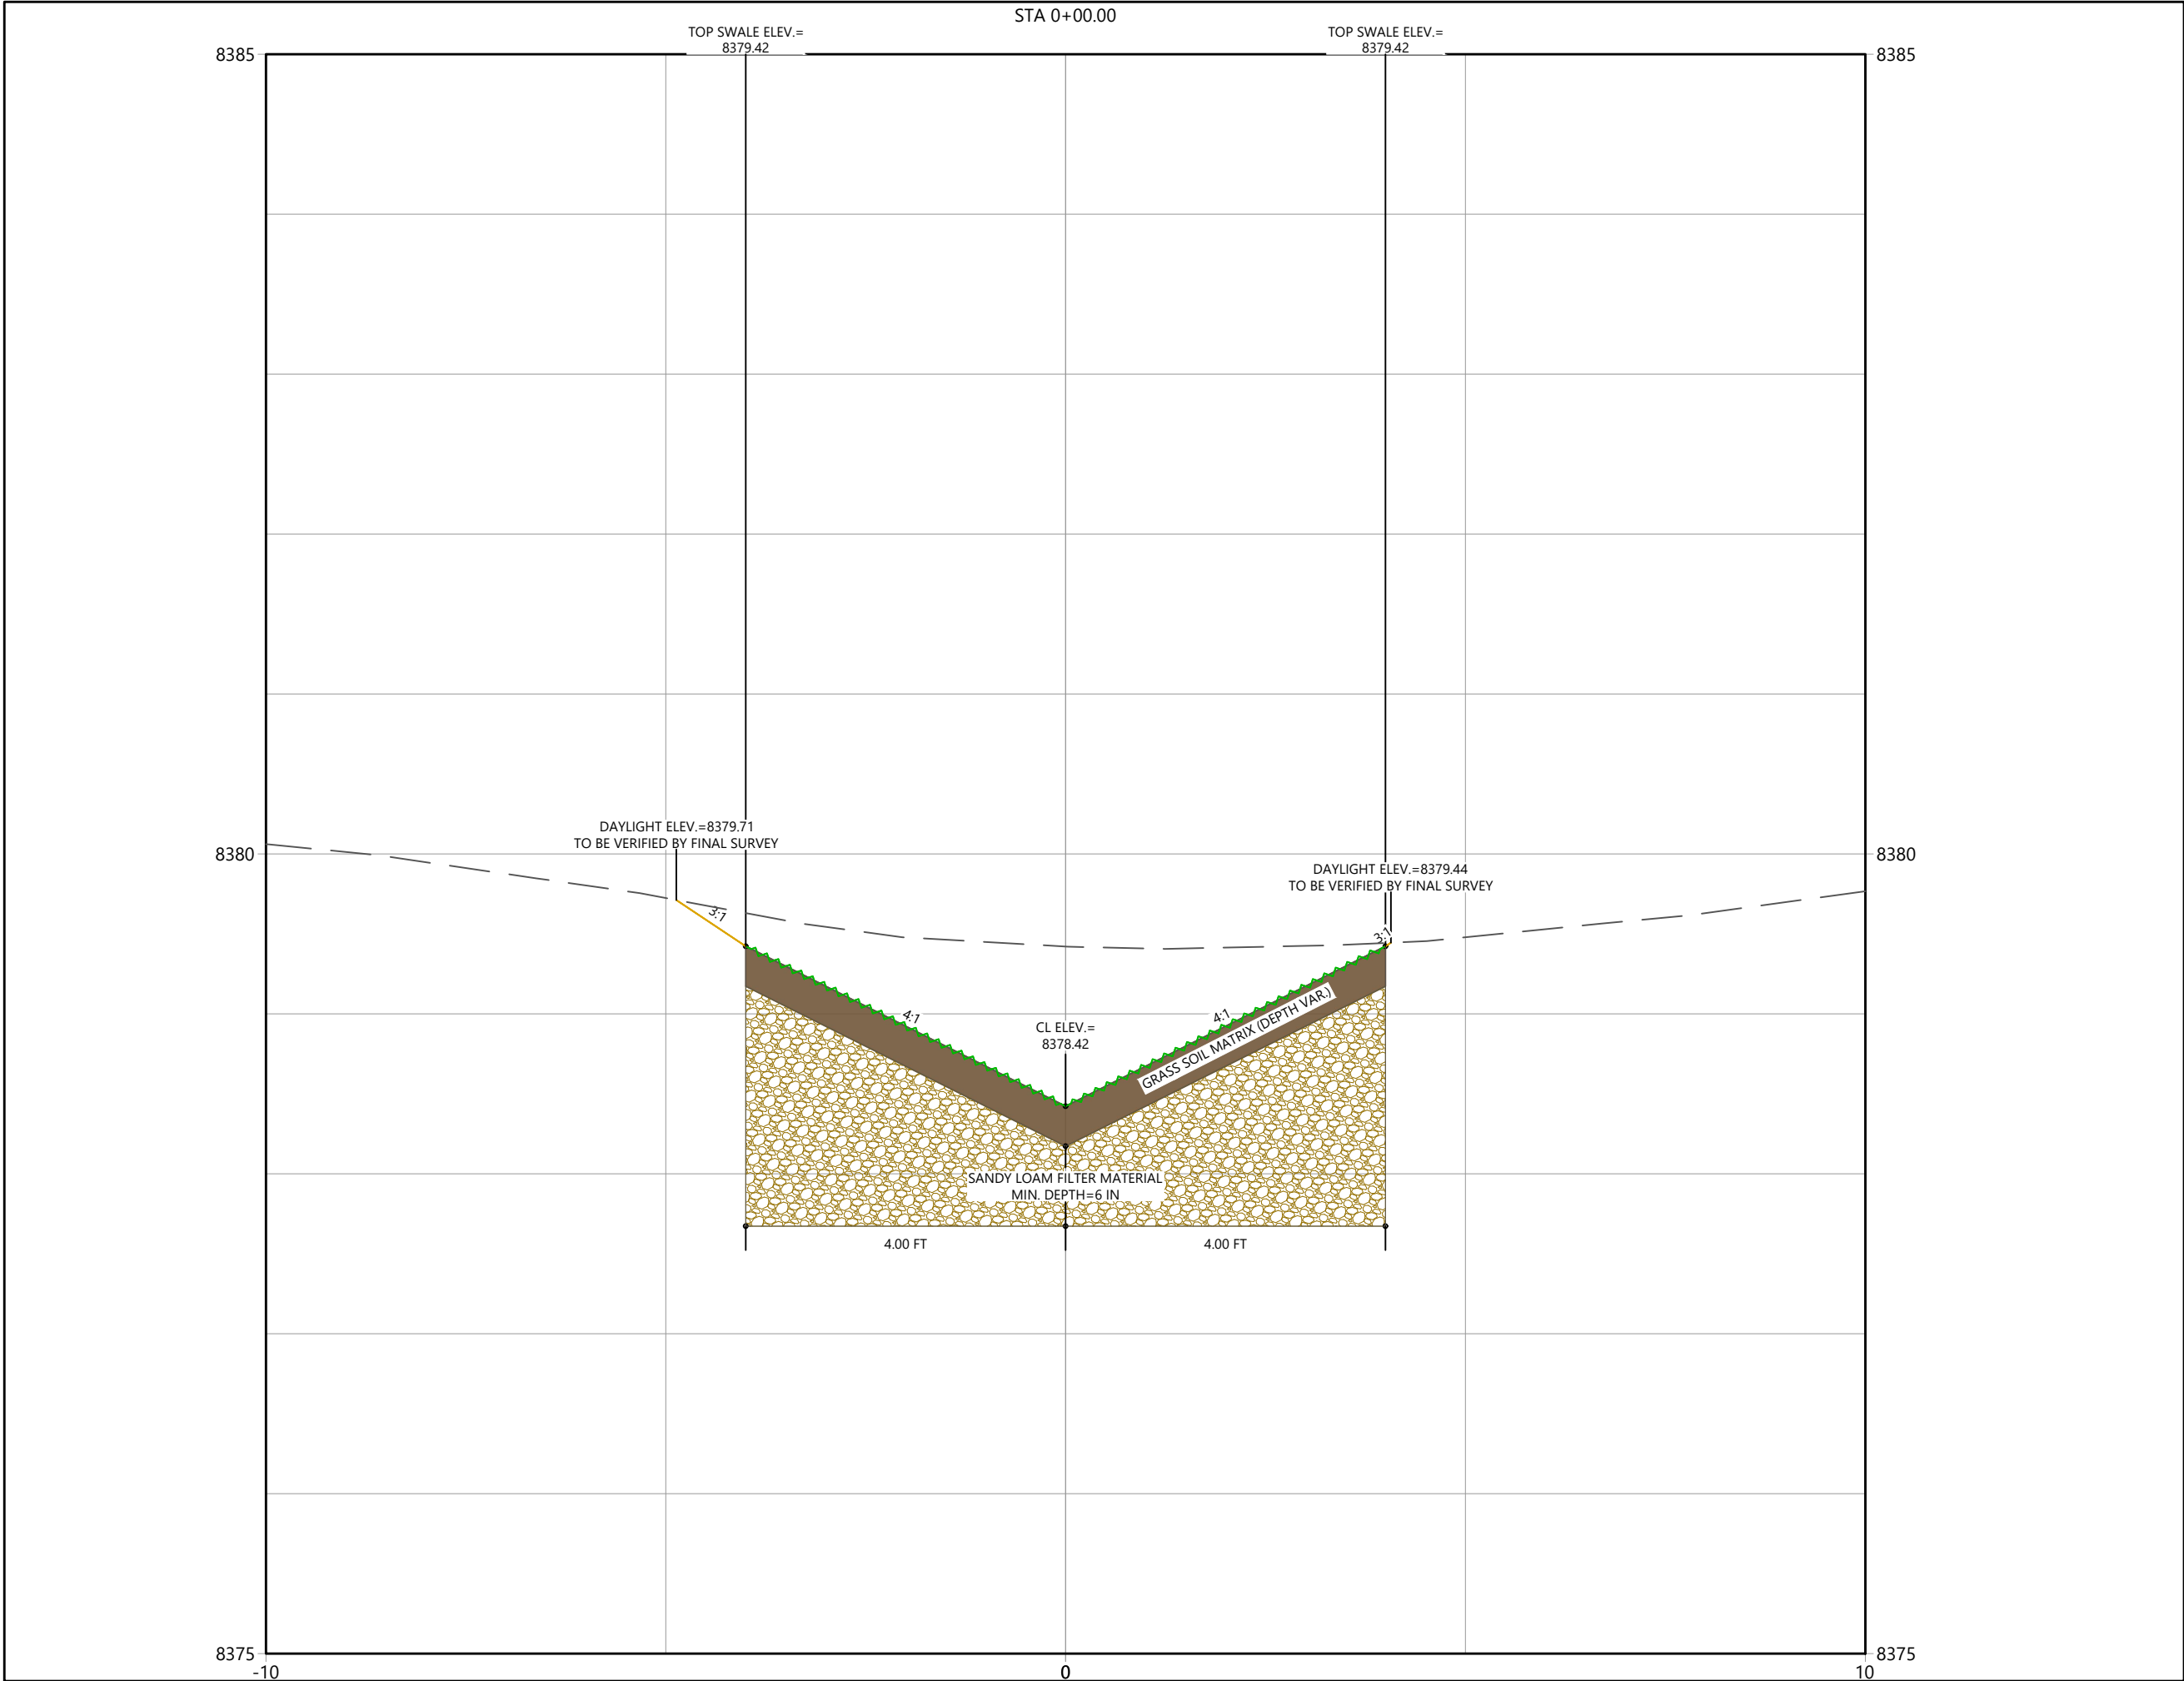 STA 0+00.00
TOP SWALE ELEV.=
8379.42
TOP SWALE ELEV.=
8379.42
8385
8385
DAYLIGHT ELEV.=8379.71
TO BE VERIFIED BY FINAL SURVEY
8380
8380
DAYLIGHT ELEV.=8379.44
TO BE VERIFIED BY FINAL SURVEY
3:1
3:1
4:1
4:1
CL ELEV.=
8378.42
GRASS SOIL MATRIX (DEPTH VAR.)
SANDY LOAM FILTER MATERIAL
MIN. DEPTH=6 IN
4.00 FT
4.00 FT
8375
8375
-10
0
10